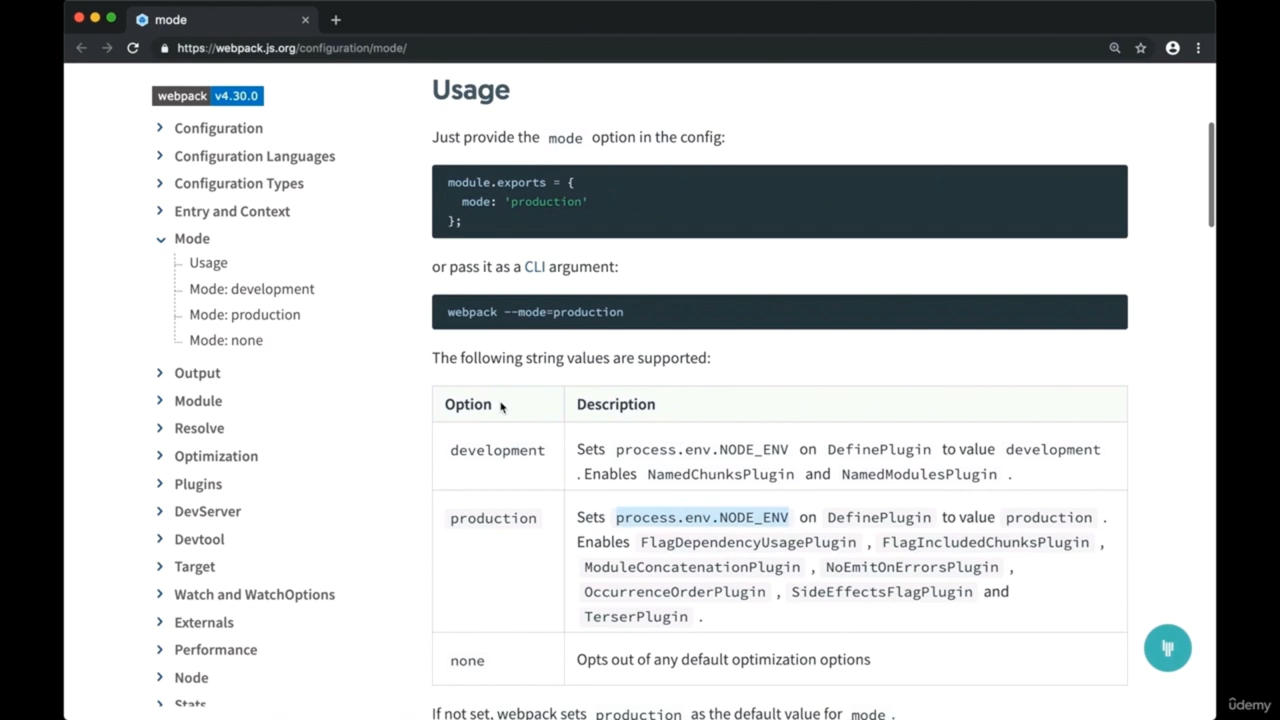 mode
https://webpack.js.org/configuration/mode/
webpack v4.30.0
Configuration
Configuration Languages
Configuration Types
Entry and Context
Mode
Usage
Mode: development
Mode: production
Mode: none
Output
Module
Resolve
Optimization
Plugins
DevServer
Devtool
Target
Watch and WatchOptions
Externals
Performance
Node
Stats
Usage
Just provide the mode option in the config:
module.exports = {
mode: 'production'
};
or pass it as a CLI argument:
webpack --mode=production
The following string values are supported:
Option Description
development Sets process.env.NODE_ENV on DefinePlugin to value development
. Enables NamedChunksPlugin and NamedModulesPlugin .
production Sets process.env.NODE_ENV on DefinePlugin to value production .
Enables FlagDependencyUsagePlugin , FlagIncludedChunksPlugin ,
ModuleConcatenationPlugin , NoEmitOnErrorsPlugin ,
OccurrenceOrderPlugin , SideEffectsFlagPlugin and
TerserPlugin .
none Opts out of any default optimization options
If not set, webpack sets production as the default value for mode .
ûdemy